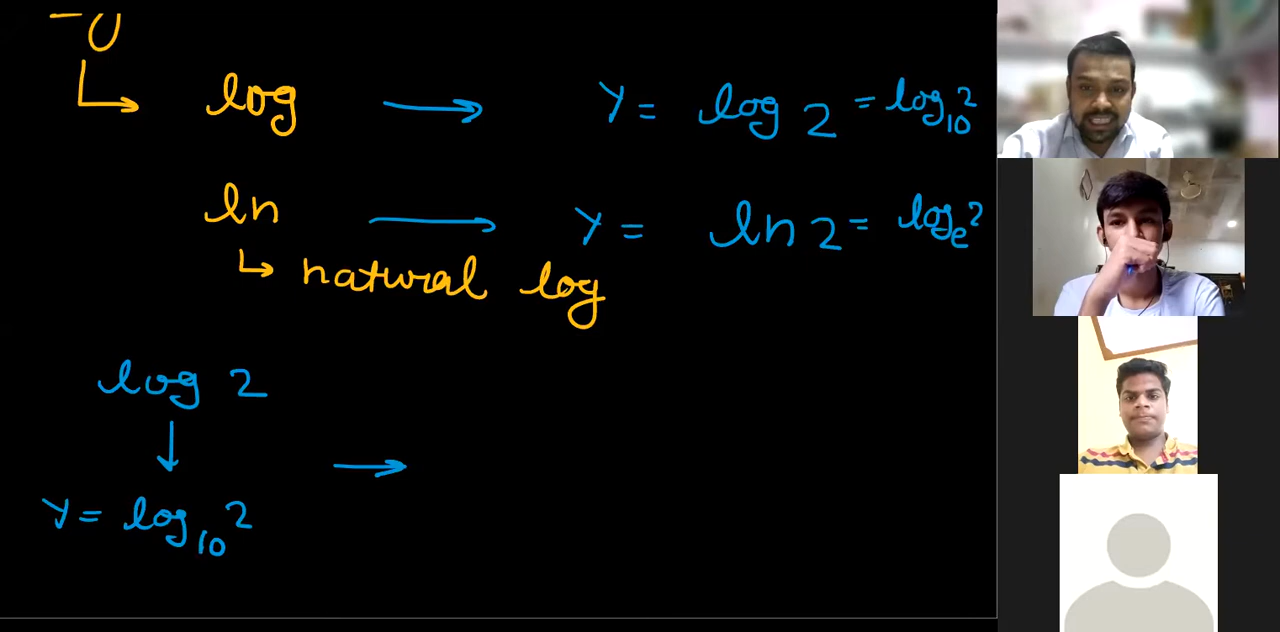 log → Y = log 2 = log₁₀2
ln → Y = ln 2 = logₑ2
↳ natural log
log 2
↓ →
Y = log₁₀2